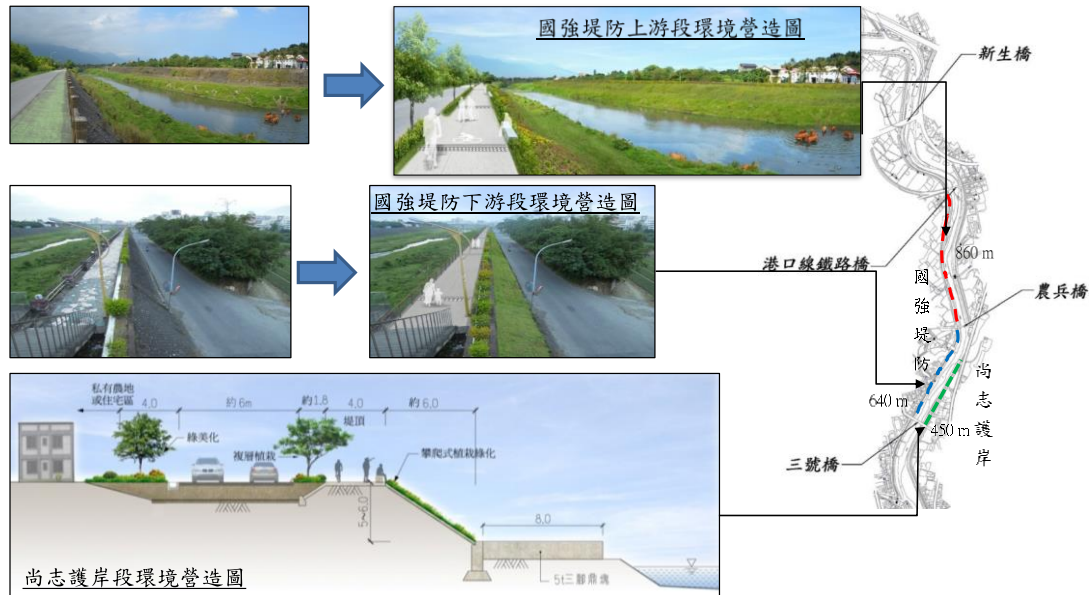 國強堤防上游段環境營造圖
國強堤防下游段環境營造圖
新生橋
港口線鐵路橋
860 m
農兵橋
國強堤防
尚志護岸
640 m
450 m
三號橋
私有農地
或住宅區
4.0
約6m
約1.8
4.0
約6.0
堤頂
綠美化
複層植栽
攀爬式植栽綠化
5~6.0
8.0
5t三腳鼎塊
尚志護岸段環境營造圖